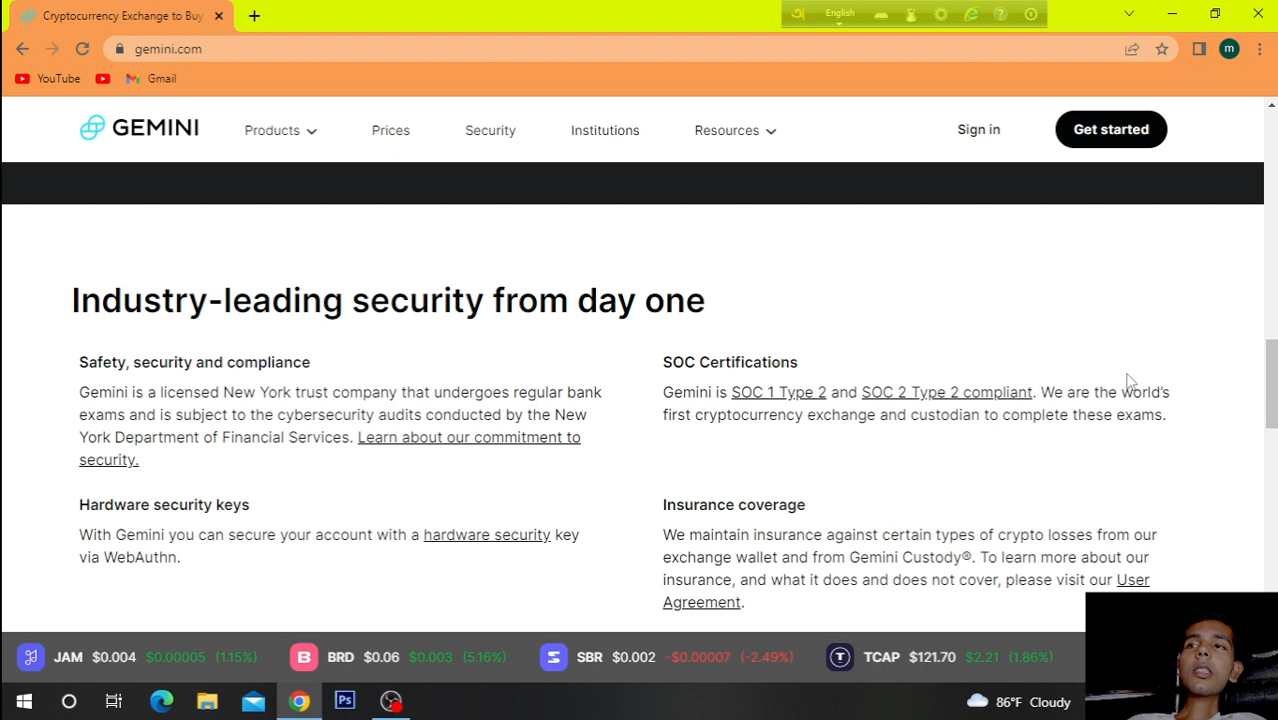 Cryptocurrency Exchange to Buy
English
gemini.com
m
YouTube
Gmail
GEMINI
Products
Prices
Security
Institutions
Resources
Sign in
Get started
Industry-leading security from day one
Safety, security and compliance
Gemini is a licensed New York trust company that undergoes regular bank
exams and is subject to the cybersecurity audits conducted by the New
York Department of Financial Services. Learn about our commitment to
security.
SOC Certifications
Gemini is SOC 1 Type 2 and SOC 2 Type 2 compliant. We are the world's
first cryptocurrency exchange and custodian to complete these exams.
Hardware security keys
With Gemini you can secure your account with a hardware security key
via WebAuthn.
Insurance coverage
We maintain insurance against certain types of crypto losses from our
exchange wallet and from Gemini Custody®. To learn more about our
insurance, and what it does and does not cover, please visit our User
Agreement.
JAM $0.004 $0.00005 (1.15%)
BRD $0.06 $0.003 (5.16%)
SBR $0.002 -$0.00007 (-2.49%)
TCAP $121.70 $2.21 (1.86%)
Ps
86°F Cloudy